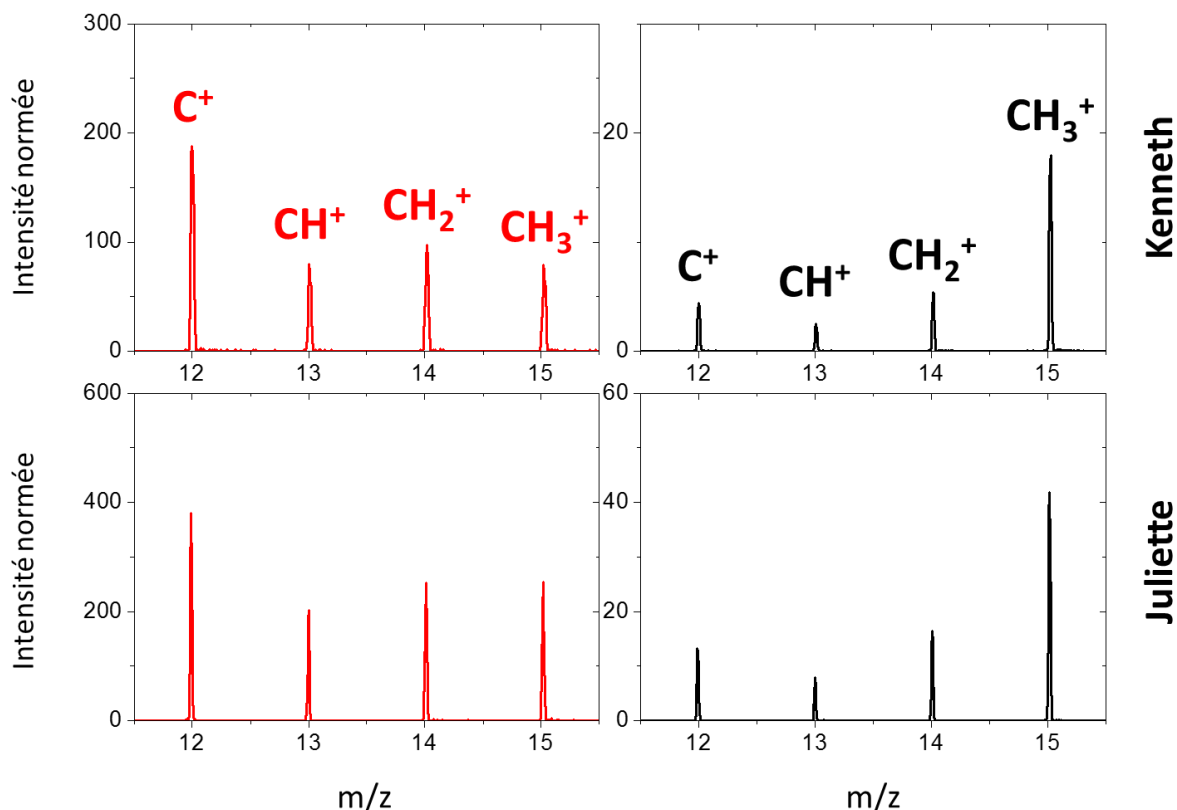 Intensité normée
300
200
100
0
12
13
14
15
C⁺
CH⁺
CH₂⁺
CH₃⁺
20
0
12
13
14
15
C⁺
CH⁺
CH₂⁺
CH₃⁺
Kenneth
Intensité normée
600
400
200
0
12
13
14
15
m/z
60
40
20
0
12
13
14
15
m/z
Juliette